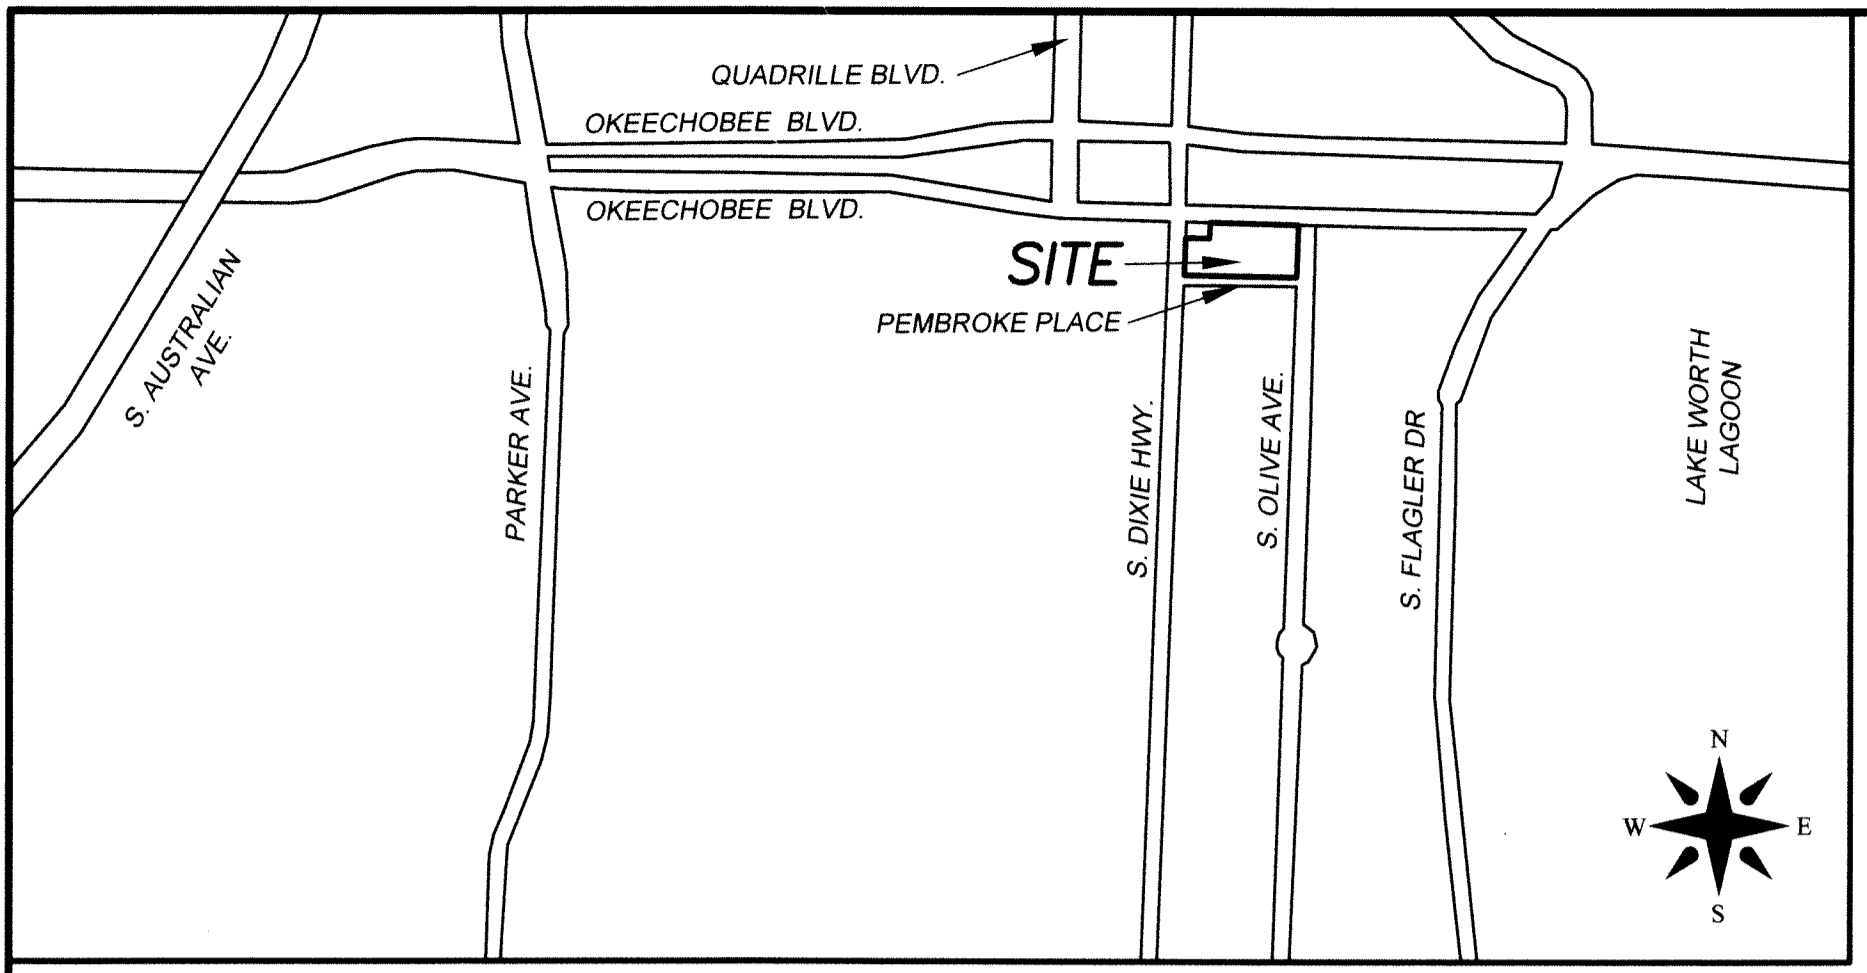 QUADRILLE BLVD.
OKEECHOBEE BLVD.
OKEECHOBEE BLVD.
SITE
PEMBROKE PLACE
S. AUSTRALIAN
AVE.
PARKER AVE.
S. DIXIE HWY.
S. OLIVE AVE.
S. FLAGLER DR
LAKE WORTH
LAGOON
N
W E
S